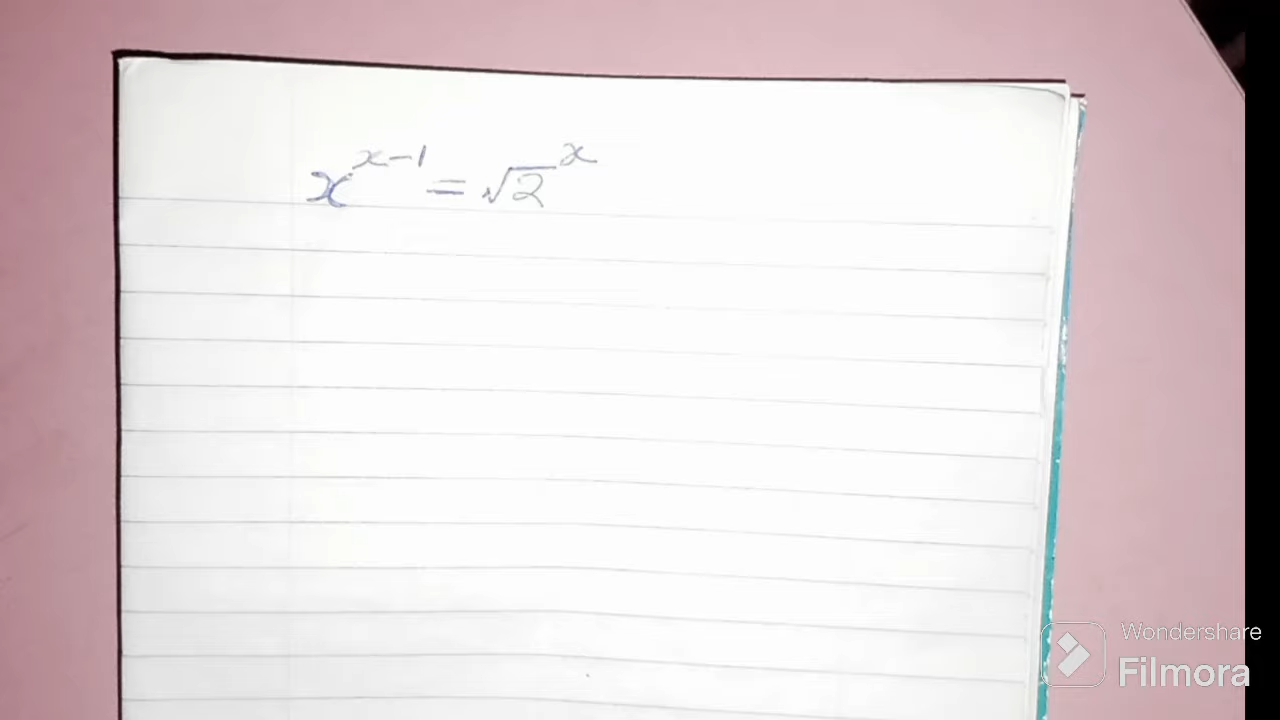 x^{x-1} = √2^x
Wondershare
Filmora